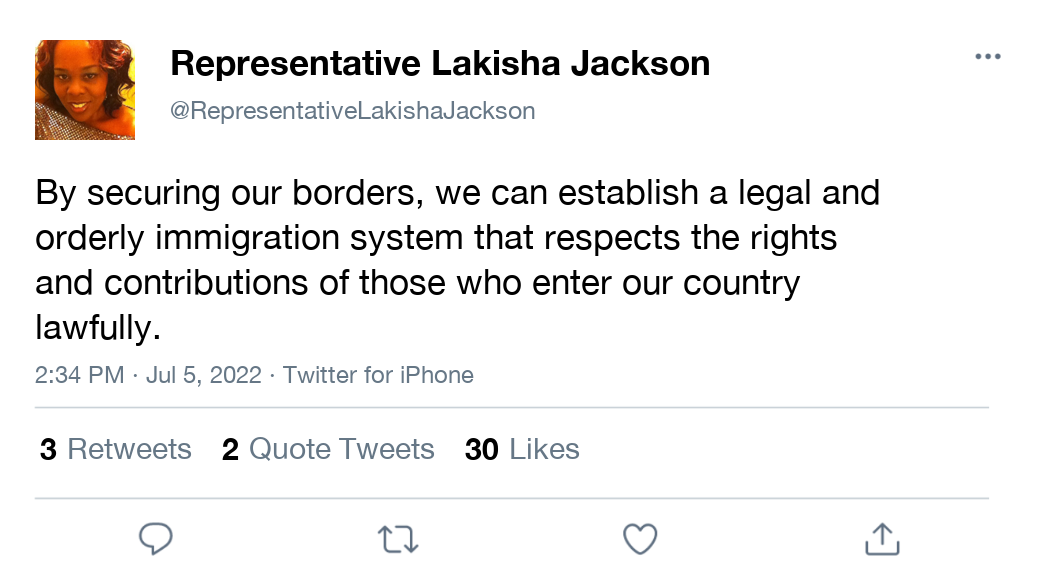 Representative Lakisha Jackson
@RepresentativeLakishaJackson
By securing our borders, we can establish a legal and
orderly immigration system that respects the rights
and contributions of those who enter our country
lawfully.
2:34 PM · Jul 5, 2022 · Twitter for iPhone
3 Retweets 2 Quote Tweets 30 Likes